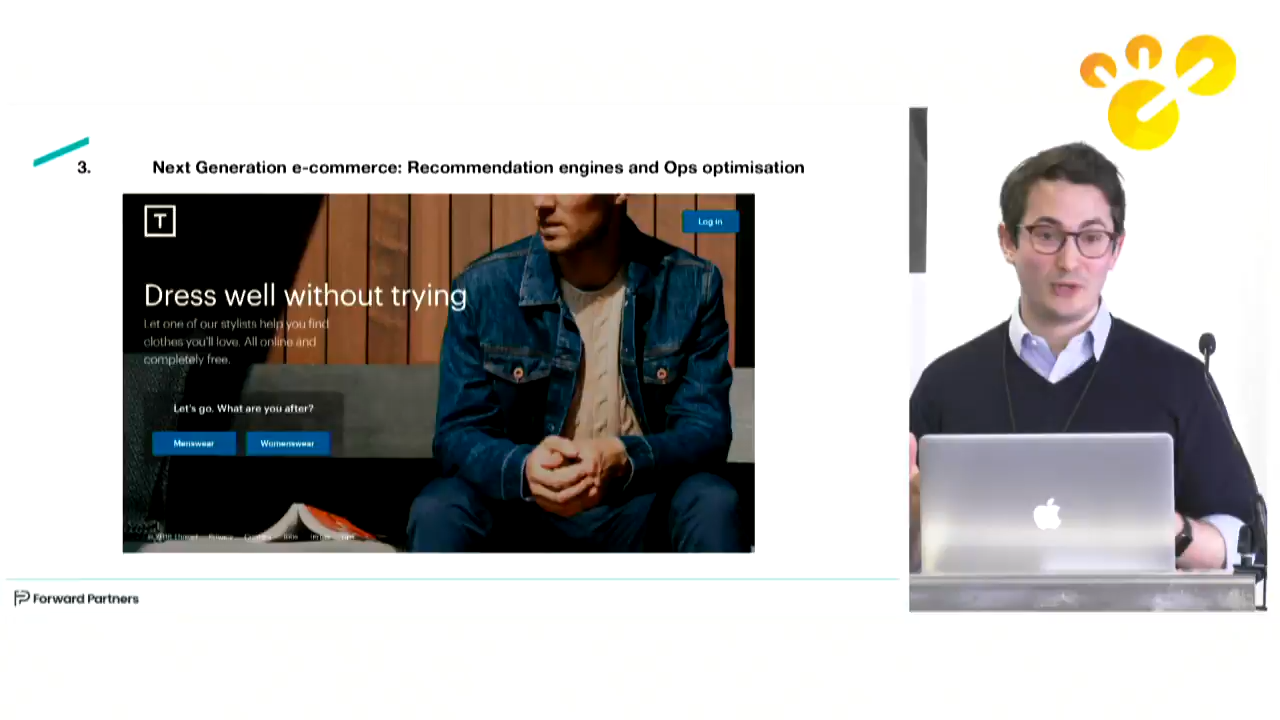 3. Next Generation e-commerce: Recommendation engines and Ops optimisation
T
Log in
Dress well without trying
Let one of our stylists help you find
clothes you'll love. All online and
completely free.
Let's go. What are you after?
Menswear Womenswear
Privacy
Forward Partners